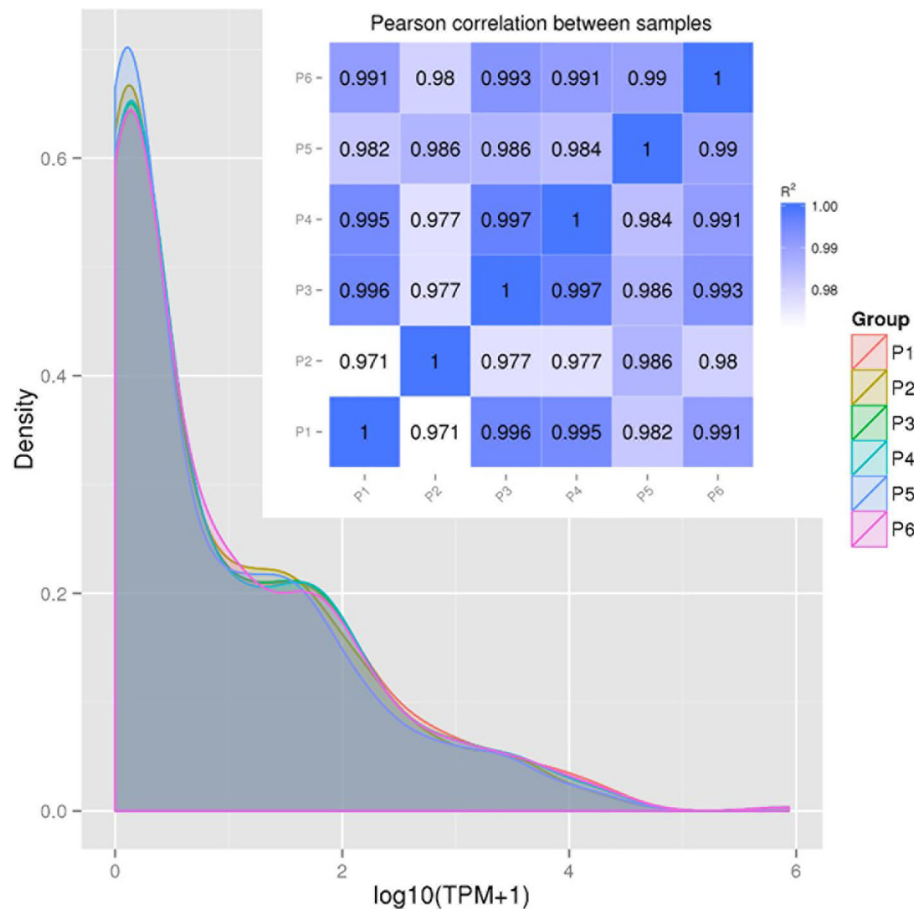 Pearson correlation between samples
P6 0.991 0.98 0.993 0.991 0.99 1
P5 0.982 0.986 0.986 0.984 1 0.99
P4 0.995 0.977 0.997 1 0.984 0.991
P3 0.996 0.977 1 0.997 0.986 0.993
P2 0.971 1 0.977 0.977 0.986 0.98
P1 1 0.971 0.996 0.995 0.982 0.991
P1 P2 P3 P4 P5 P6
R²
1.00
0.99
0.98
Group
P1
P2
P3
P4
P5
P6
Density
0.6
0.4
0.2
0.0
0 2 4 6
log10(TPM+1)